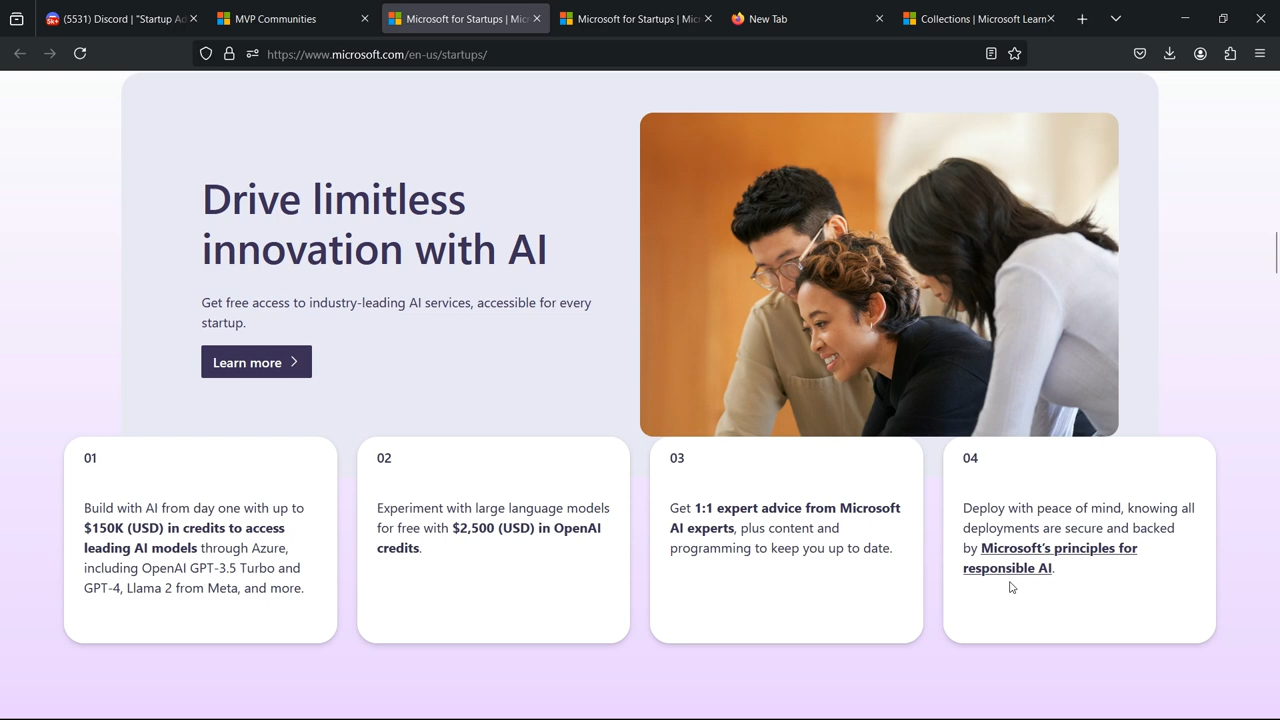 (5531) Discord | "Startup Ad
MVP Communities
Microsoft for Startups | Micr
Microsoft for Startups | Mic
New Tab
Collections | Microsoft Learn
https://www.microsoft.com/en-us/startups/
Drive limitless
innovation with AI
Get free access to industry-leading AI services, accessible for every
startup.
Learn more
01
Build with AI from day one with up to
$150K (USD) in credits to access
leading AI models through Azure,
including OpenAI GPT-3.5 Turbo and
GPT-4, Llama 2 from Meta, and more.
02
Experiment with large language models
for free with $2,500 (USD) in OpenAI
credits.
03
Get 1:1 expert advice from Microsoft
AI experts, plus content and
programming to keep you up to date.
04
Deploy with peace of mind, knowing all
deployments are secure and backed
by Microsoft's principles for
responsible AI.